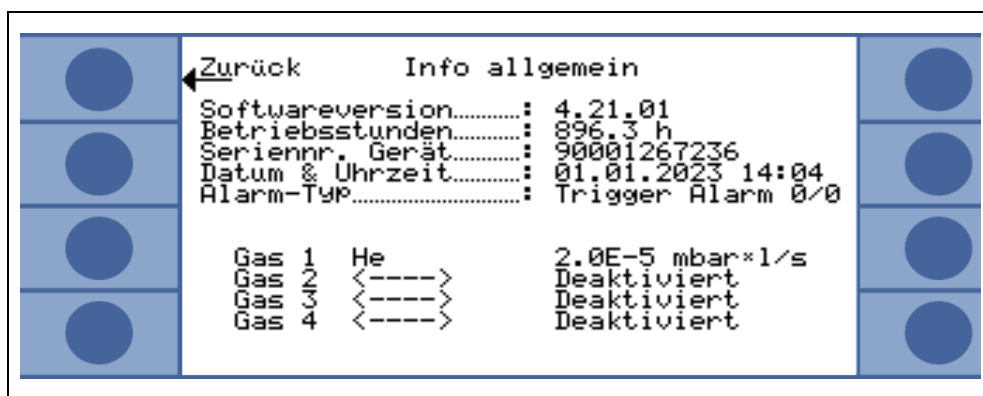 Zurück Info allgemein
Softwareversion..........: 4.21.01
Betriebsstunden..........: 896.3 h
Seriennr. Gerät..........: 90001267236
Datum & Uhrzeit..........: 01.01.2023 14:04
Alarm-Typ..........: Trigger Alarm 0/0
Gas 1 He 2.0E-5 mbar*l/s
Gas 2 <----> Deaktiviert
Gas 3 <----> Deaktiviert
Gas 4 <----> Deaktiviert